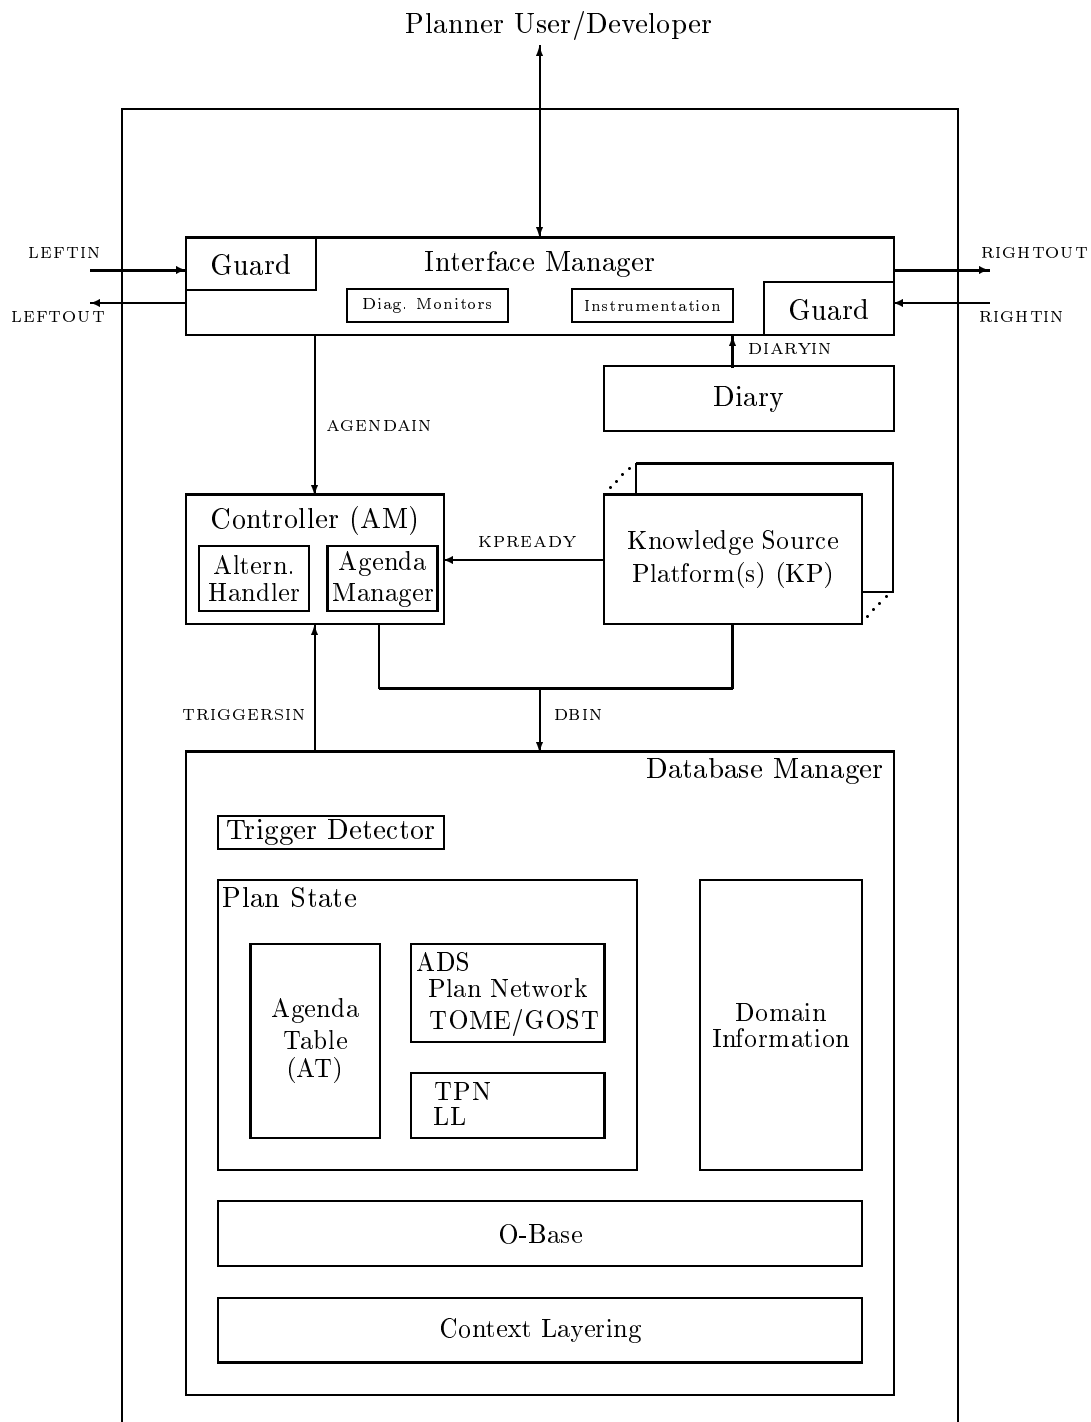 Planner User/Developer
LEFTIN
RIGHTOUT
Guard
Interface Manager
Diag. Monitors
Instrumentation
Guard
LEFTOUT
RIGHTIN
DIARYIN
Diary
AGENDAIN
Controller (AM)
Altern.
Handler
Agenda
Manager
KPREADY
Knowledge Source
Platform(s) (KP)
TRIGGERSIN
DBIN
Database Manager
Trigger Detector
Plan State
Agenda
Table
(AT)
ADS
Plan Network
TOME/GOST
TPN
LL
Domain
Information
O-Base
Context Layering